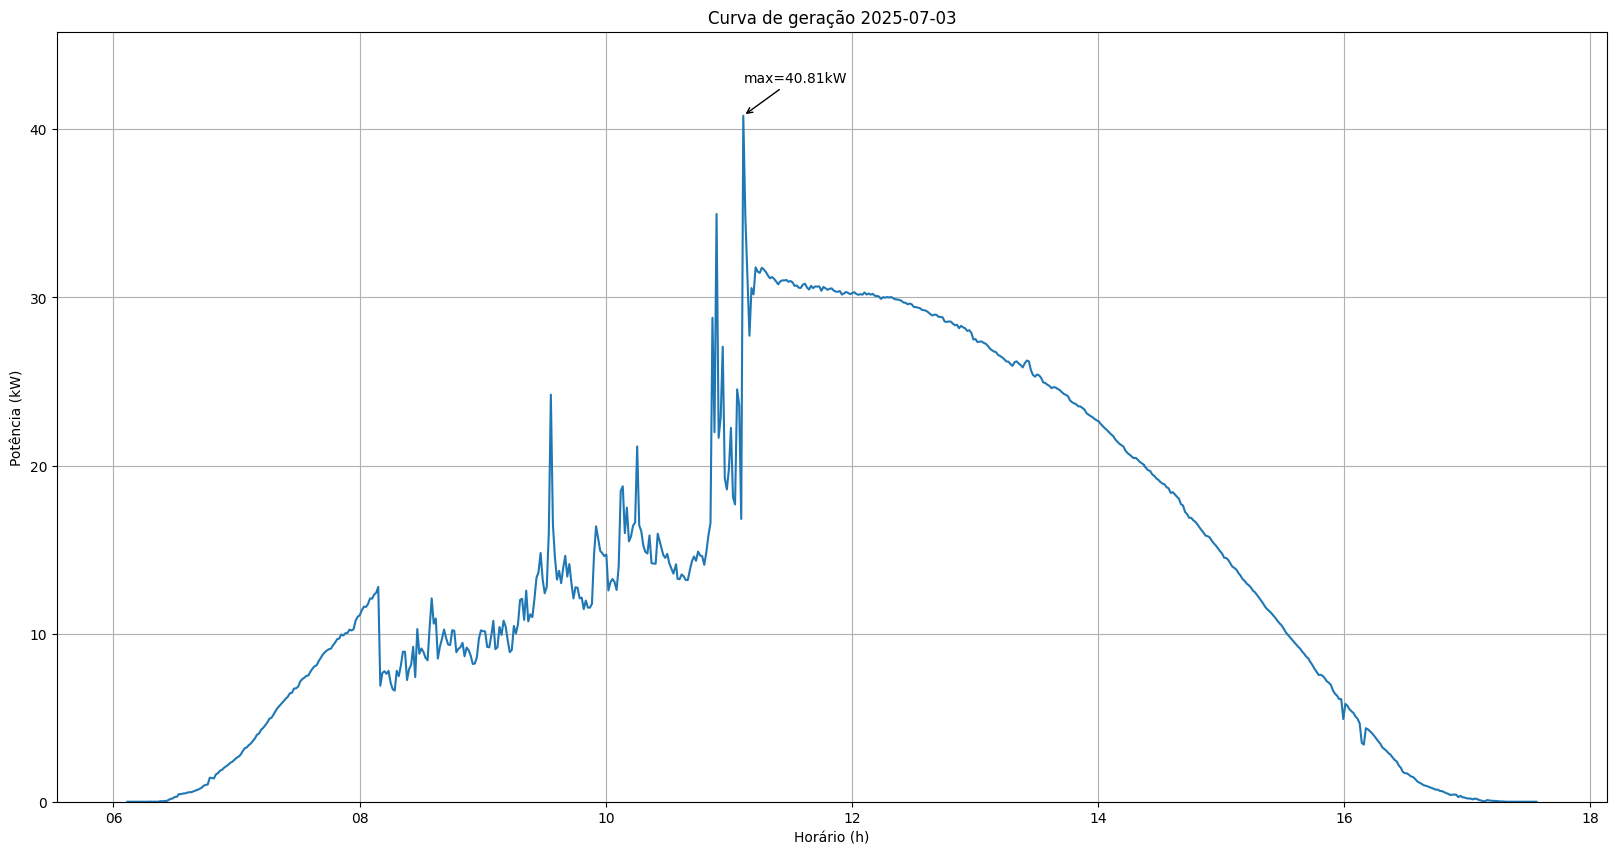 Curva de geração 2025-07-03
max=40.81kW
Potência (kW)
40
30
20
10
0
06 08 10 12 14 16 18
Horário (h)